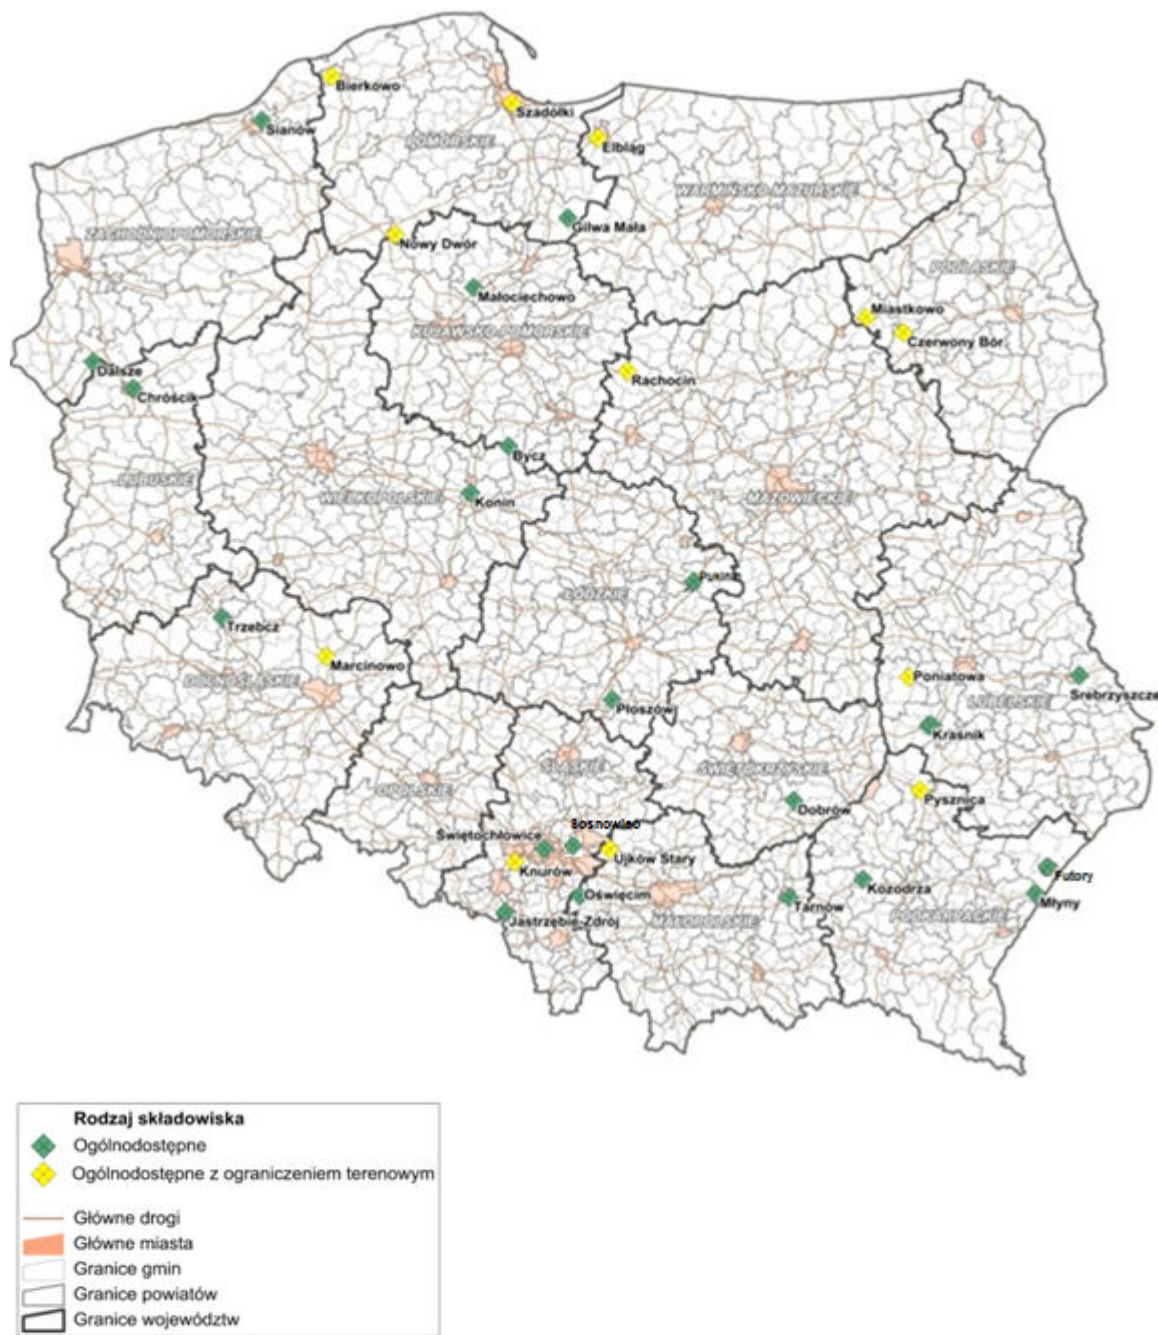 Bierkowo
Szadółki
Sianów
Elbląg
POMORSKIE
WARMIŃSKO-MAZURSKIE
Gilwa Mała
ZACHODNIOPOMORSKIE
Nowy Dwór
PODLASKIE
Małociechowo
Miastkowo
KUJAWSKO-POMORSKIE
Czerwony Bór
Dalsze
Rachocin
Chróścik
Bycz
LUBUSKIE
WIELKOPOLSKIE
Konin
MAZOWIECKIE
ŁÓDZKIE
Trzebcz
Marcinowo
DOLNOŚLĄSKIE
Poniatowa
Srebrzyszcze
LUBELSKIE
Płoszów
Kraśnik
ŚLĄSKIE
ŚWIĘTOKRZYSKIE
OPOLSKIE
Pysznica
Dobrów
Sosnowiec
Świętochłowice
Ujków Stary
Knurów
Futory
Kozodrza
Oświęcim
Młyny
Tarnów
Jastrzębie-Zdrój
MAŁOPOLSKIE
PODKARPACKIE
Rodzaj składowiska
Ogólnodostępne
Ogólnodostępne z ograniczeniem terenowym
Główne drogi
Główne miasta
Granice gmin
Granice powiatów
Granice województw